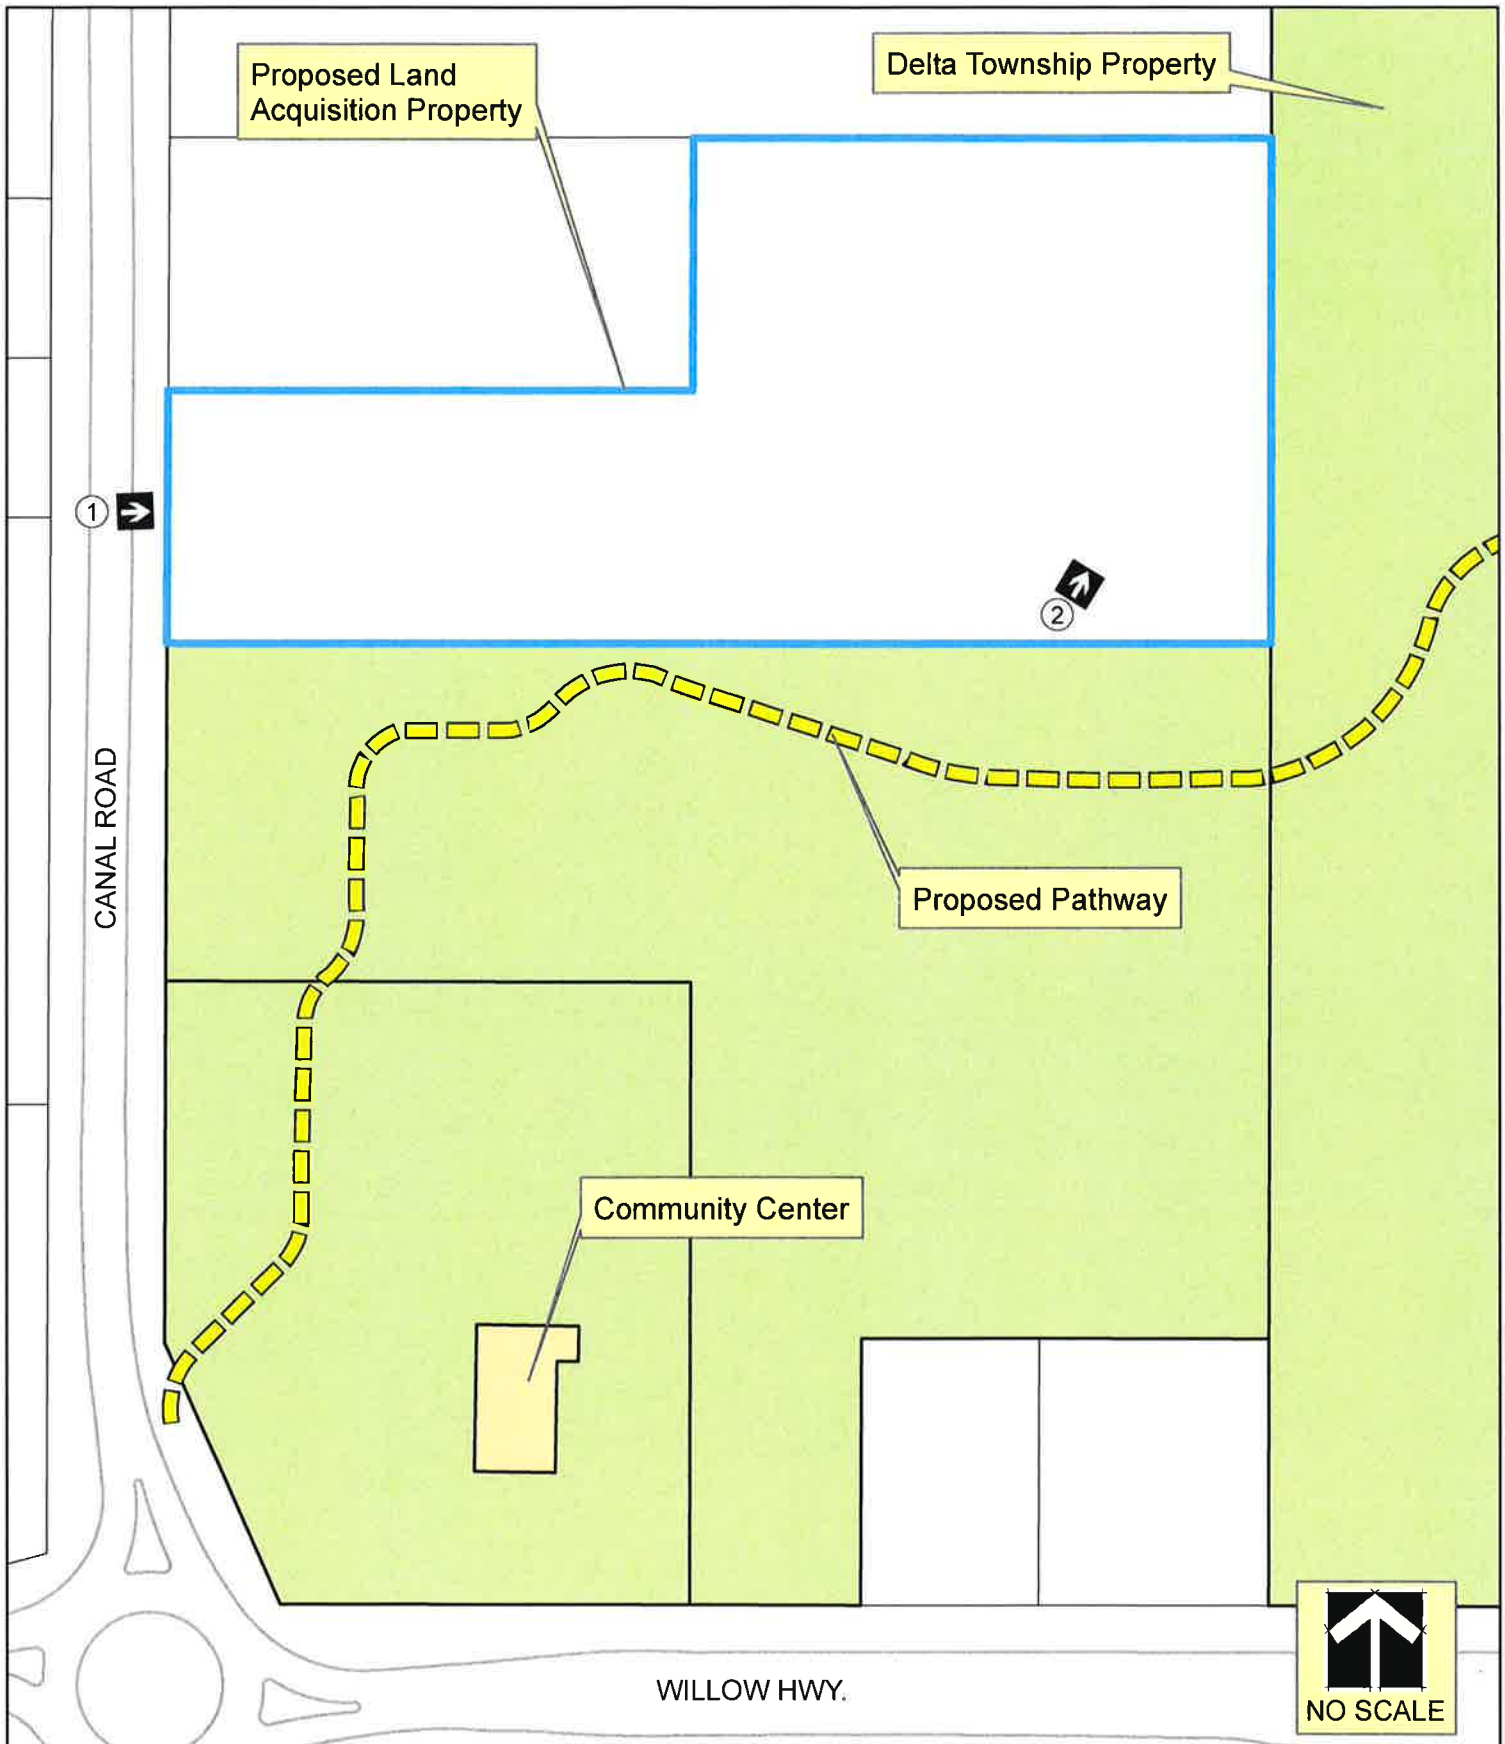 Proposed Land
Acquisition Property
Delta Township Property
1
2
CANAL ROAD
Proposed Pathway
Community Center
WILLOW HWY.
NO SCALE